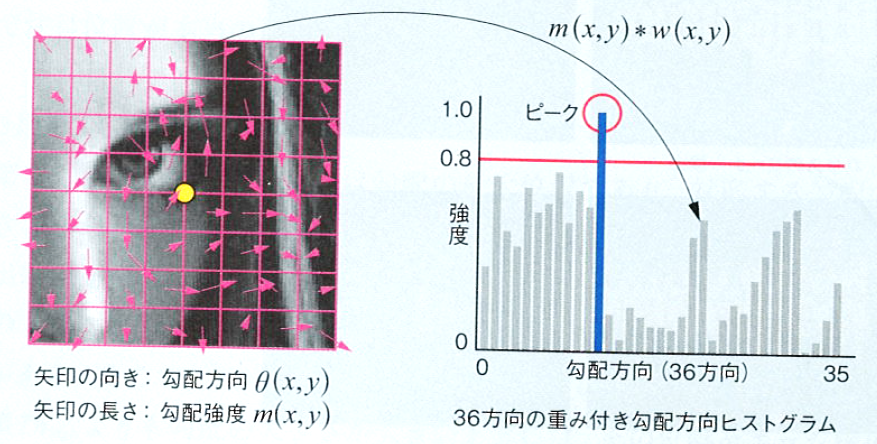 m(x,y)*w(x,y)
ピーク
1.0
0.8
強度
0
0
勾配方向(36方向)
35
矢印の向き:勾配方向 θ(x,y)
矢印の長さ:勾配強度 m(x,y)
36方向の重み付き勾配方向ヒストグラム